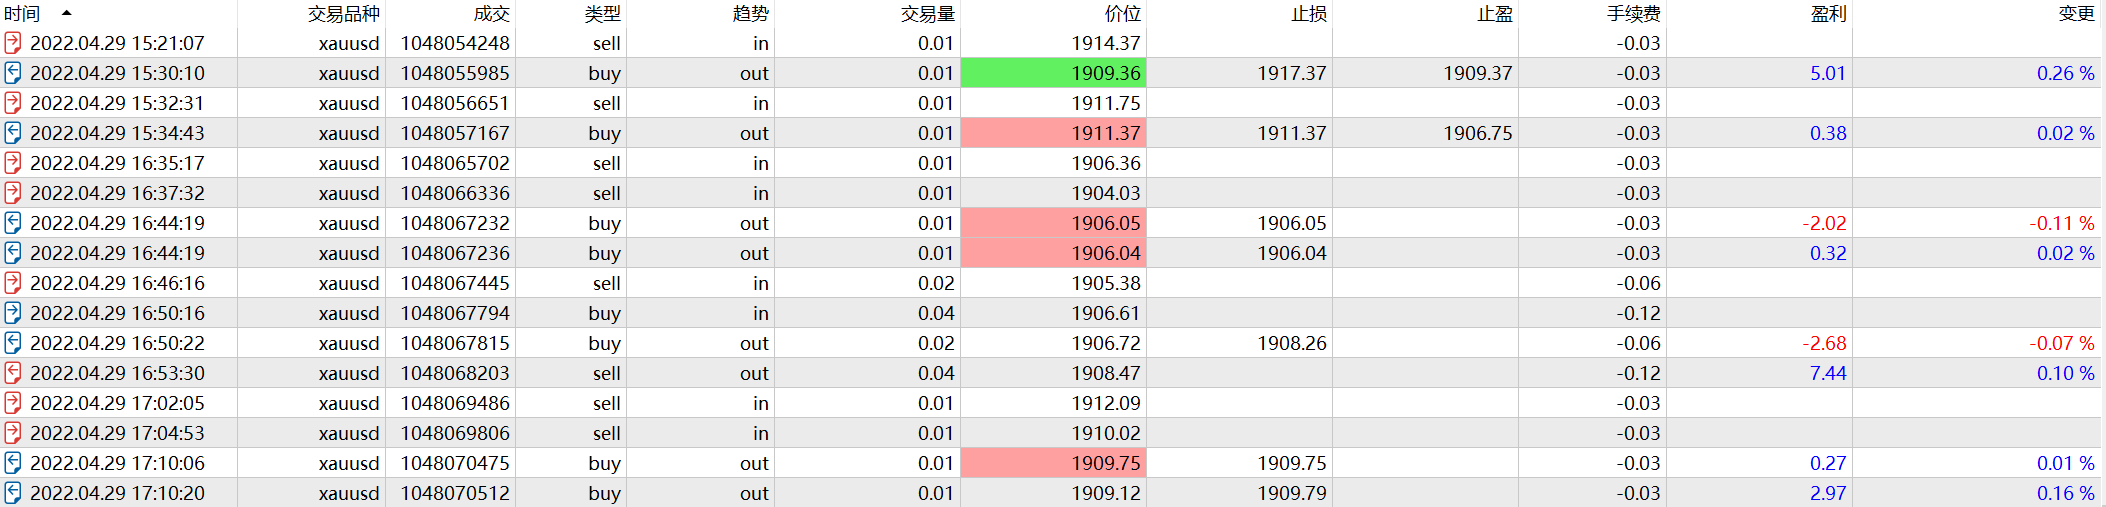 时间 交易品种 成交 类型 趋势 交易量 价位 止损 止盈 手续费 盈利 变更
2022.04.29 15:21:07 xauusd 1048054248 sell in 0.01 1914.37 -0.03
2022.04.29 15:30:10 xauusd 1048055985 buy out 0.01 1909.36 1917.37 1909.37 -0.03 5.01 0.26 %
2022.04.29 15:32:31 xauusd 1048056651 sell in 0.01 1911.75 -0.03
2022.04.29 15:34:43 xauusd 1048057167 buy out 0.01 1911.37 1911.37 1906.75 -0.03 0.38 0.02 %
2022.04.29 16:35:17 xauusd 1048065702 sell in 0.01 1906.36 -0.03
2022.04.29 16:37:32 xauusd 1048066336 sell in 0.01 1904.03 -0.03
2022.04.29 16:44:19 xauusd 1048067232 buy out 0.01 1906.05 1906.05 -0.03 -2.02 -0.11 %
2022.04.29 16:44:19 xauusd 1048067236 buy out 0.01 1906.04 1906.04 -0.03 0.32 0.02 %
2022.04.29 16:46:16 xauusd 1048067445 sell in 0.02 1905.38 -0.06
2022.04.29 16:50:16 xauusd 1048067794 buy in 0.04 1906.61 -0.12
2022.04.29 16:50:22 xauusd 1048067815 buy out 0.02 1906.72 1908.26 -0.06 -2.68 -0.07 %
2022.04.29 16:53:30 xauusd 1048068203 sell out 0.04 1908.47 -0.12 7.44 0.10 %
2022.04.29 17:02:05 xauusd 1048069486 sell in 0.01 1912.09 -0.03
2022.04.29 17:04:53 xauusd 1048069806 sell in 0.01 1910.02 -0.03
2022.04.29 17:10:06 xauusd 1048070475 buy out 0.01 1909.75 1909.75 -0.03 0.27 0.01 %
2022.04.29 17:10:20 xauusd 1048070512 buy out 0.01 1909.12 1909.79 -0.03 2.97 0.16 %